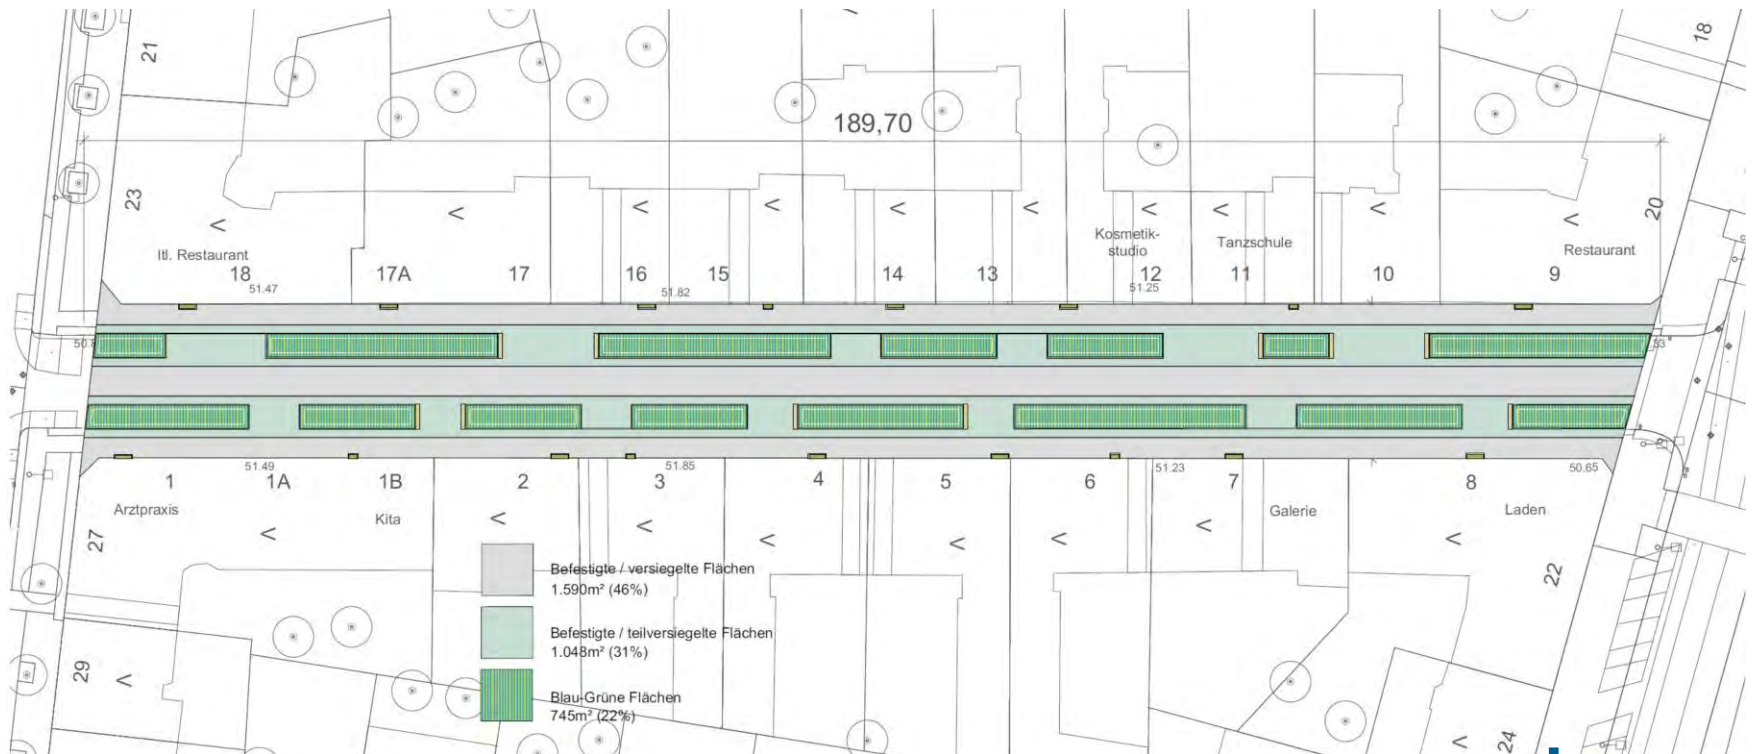 21
18
189,70
23
20
Kosmetik-
studio
Tanzschule
Restaurant
Itl. Restaurant
18
17A
17
16
15
14
13
12
11
10
9
51.47
51.82
51.25
33
51.49
51.85
51.23
50.65
1
1A
1B
2
3
4
5
6
7
8
Arztpraxis
Kita
Galerie
Laden
27
22
Befestigte / versiegelte Flächen
1.590m² (46%)
Befestigte / teilversiegelte Flächen
1.048m² (31%)
29
Blau-Grüne Flächen
745m² (22%)
24